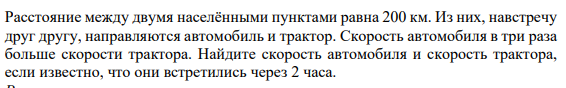 Расстояние между двумя населёнными пунктами равна 200 км. Из них, навстречу
друг другу, направляются автомобиль и трактор. Скорость автомобиля в три раза
больше скорости трактора. Найдите скорость автомобиля и скорость трактора,
если известно, что они встретились через 2 часа.